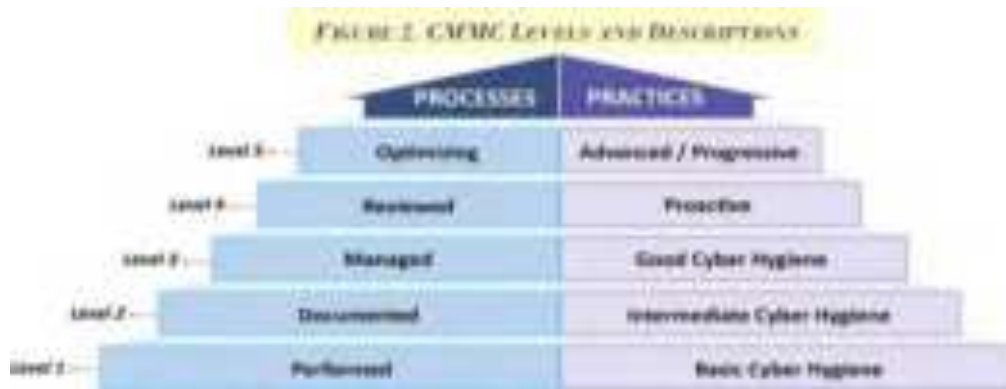 FIGURE 2. CMMC LEVELS AND DESCRIPTIONS
PROCESSES PRACTICES
Level 5 Optimizing Advanced / Progressive
Level 4 Reviewed Proactive
Level 3 Managed Good Cyber Hygiene
Level 2 Documented Intermediate Cyber Hygiene
Level 1 Performed Basic Cyber Hygiene